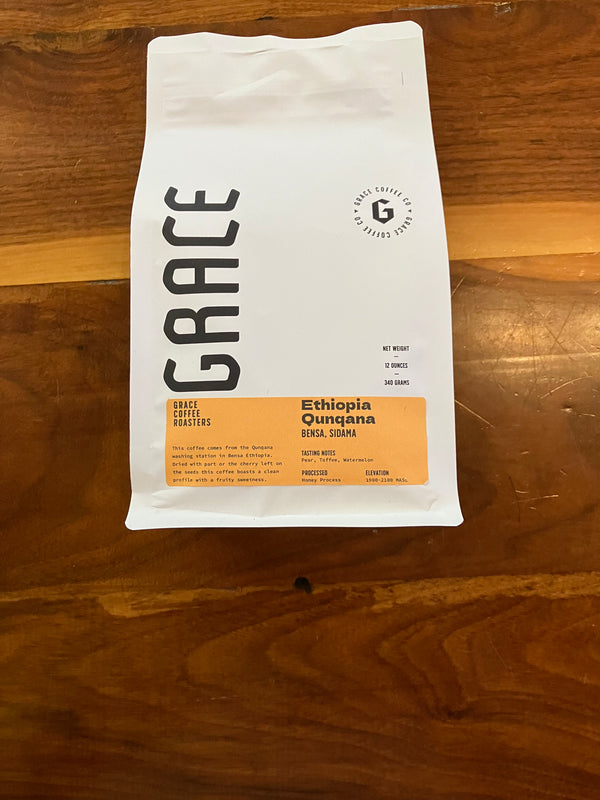 GRACE
GRACE COFFEE CO • GRACE COFFEE CO •
G
NET WEIGHT
—
12 OUNCES
—
340 GRAMS
GRACE
COFFEE
ROASTERS
This coffee comes from the Qunqana
washing station in Bensa Ethiopia.
Dried with part or the cherry left on
the seeds this coffee boasts a clean
profile with a fruity sweetness.
Ethiopia
Qunqana
BENSA, SIDAMA
TASTING NOTES
Pear, Toffee, Watermelon
PROCESSED
Honey Process
ELEVATION
1900-2100 MASL